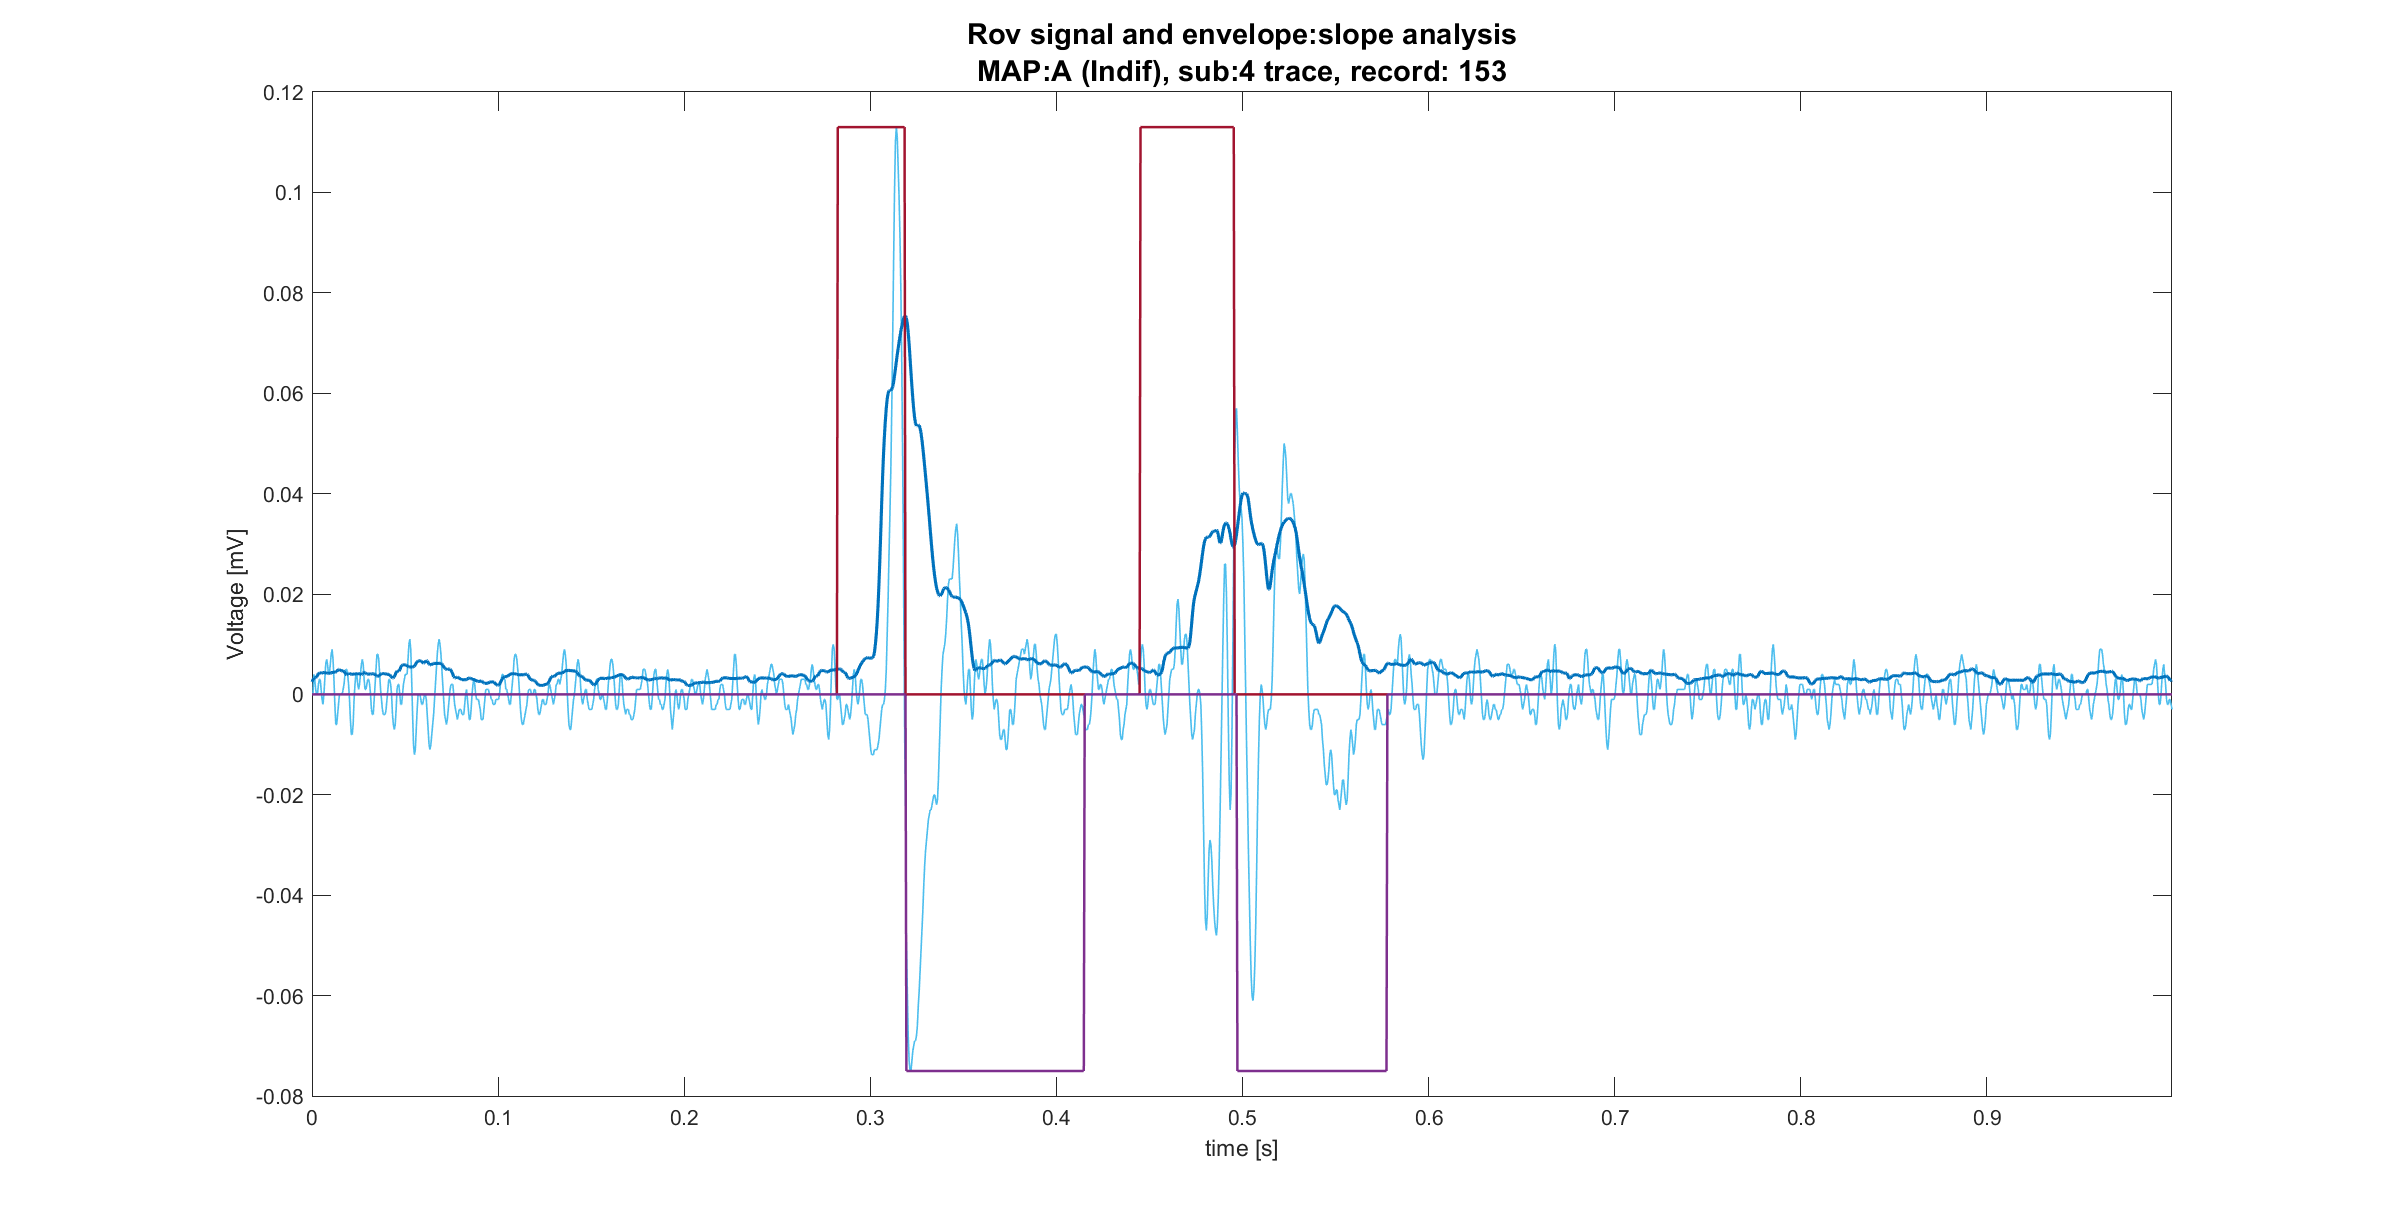 Rov signal and envelope:slope analysis
MAP:A (Indif), sub:4 trace, record: 153
0.12
0.1
0.08
0.06
0.04
0.02
0
-0.02
-0.04
-0.06
-0.08
Voltage [mV]
0 0.1 0.2 0.3 0.4 0.5 0.6 0.7 0.8 0.9
time [s]